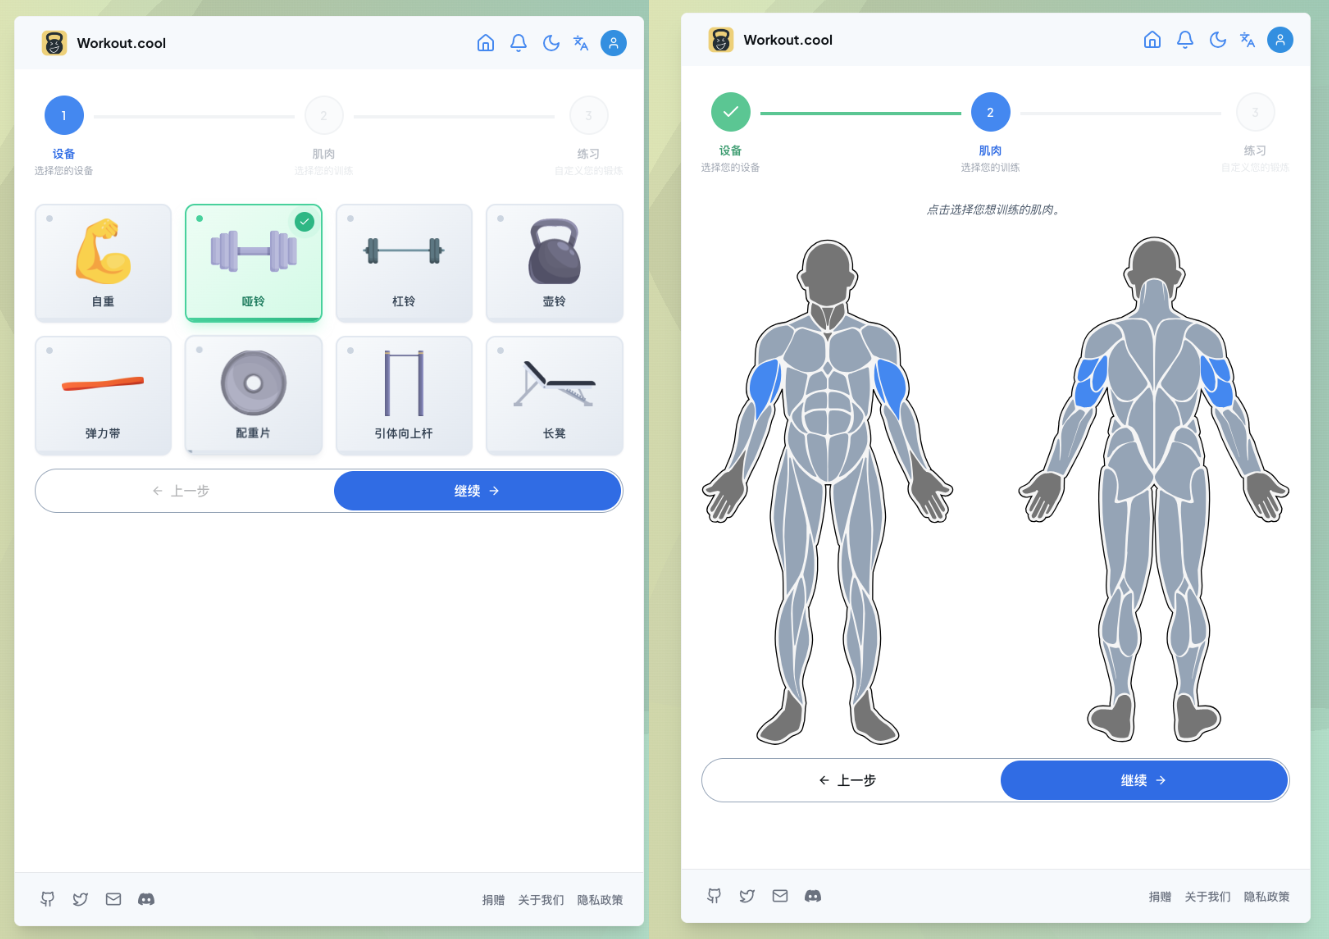 Workout.cool
1
2
3
设备
肌肉
练习
选择您的设备
选择您的训练
自定义您的锻炼
自重
哑铃
杠铃
壶铃
弹力带
配重片
引体向上杆
长凳
← 上一步
继续 →
捐赠 关于我们 隐私政策
Workout.cool
2
3
设备
肌肉
练习
选择您的设备
选择您的训练
自定义您的锻炼
点击选择您想训练的肌肉。
← 上一步
继续 →
捐赠 关于我们 隐私政策